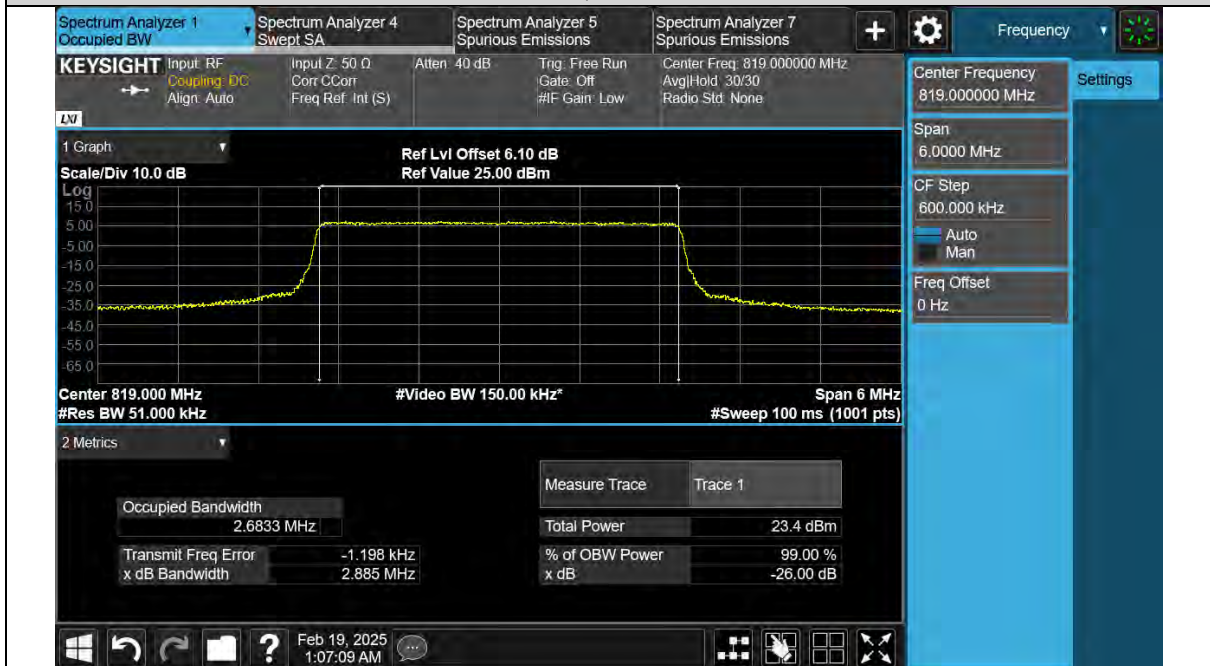 Spectrum Analyzer 1
Occupied BW
Spectrum Analyzer 4
Swept SA
Spectrum Analyzer 5
Spurious Emissions
Spectrum Analyzer 7
Spurious Emissions
+
Frequency
KEYSIGHT
LXI
Input: RF
Coupling: DC
Align: Auto
Input Z: 50 Ω
Corr CCorr
Freq Ref: Int (S)
Atten: 40 dB
Trig: Free Run
Gate: Off
#IF Gain: Low
Center Freq: 819.000000 MHz
Avg|Hold: 30/30
Radio Std: None
Center Frequency
819.000000 MHz
Settings
Span
6.0000 MHz
CF Step
600.000 kHz
Auto
Man
Freq Offset
0 Hz
1 Graph
Scale/Div 10.0 dB
Ref Lvl Offset 6.10 dB
Ref Value 25.00 dBm
Log
15.0
5.00
-5.00
-15.0
-25.0
-35.0
-45.0
-55.0
-65.0
Center 819.000 MHz
#Video BW 150.00 kHz*
Span 6 MHz
#Res BW 51.000 kHz
#Sweep 100 ms (1001 pts)
2 Metrics
Measure Trace Trace 1
Occupied Bandwidth
2.6833 MHz
Total Power 23.4 dBm
Transmit Freq Error -1.198 kHz
% of OBW Power 99.00 %
x dB Bandwidth 2.885 MHz
x dB -26.00 dB
?
Feb 19, 2025
1:07:09 AM